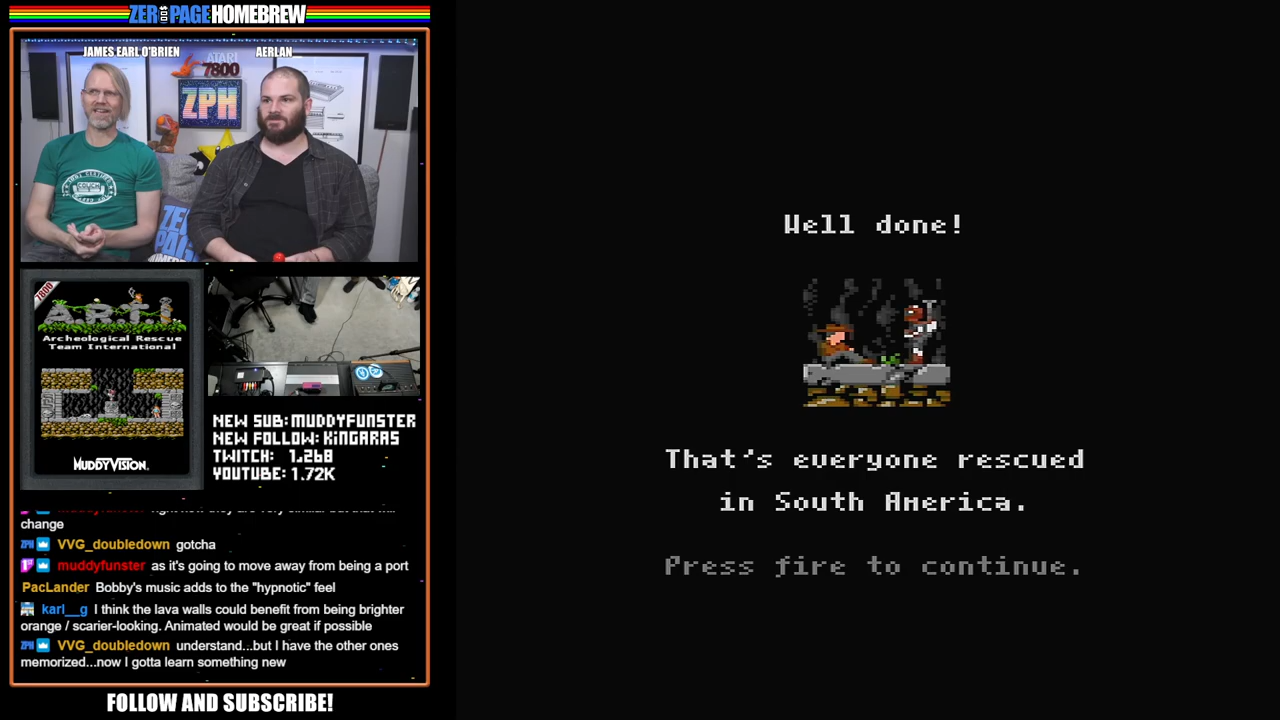 ZERO PAGE HOMEBREW
JAMES EARL O'BRIEN
AERLAN_
ATARI
7800
ZPH
7800
A.R.T.I
Archeological Rescue
Team International
MUDDYVISION
NEW SUB: MUDDYFUNSTER
NEW FOLLOW: KINGARAS
TWITCH: 1,268
YOUTUBE: 1.72K
change
VVG_doubledown gotcha
muddyfunster as it's going to move away from being a port
PacLander Bobby's music adds to the "hypnotic" feel
karl__g I think the lava walls could benefit from being brighter
orange / scarier-looking. Animated would be great if possible
VVG_doubledown understand...but I have the other ones
memorized...now I gotta learn something new
FOLLOW AND SUBSCRIBE!
Well done!
That's everyone rescued
in South America.
Press fire to continue.